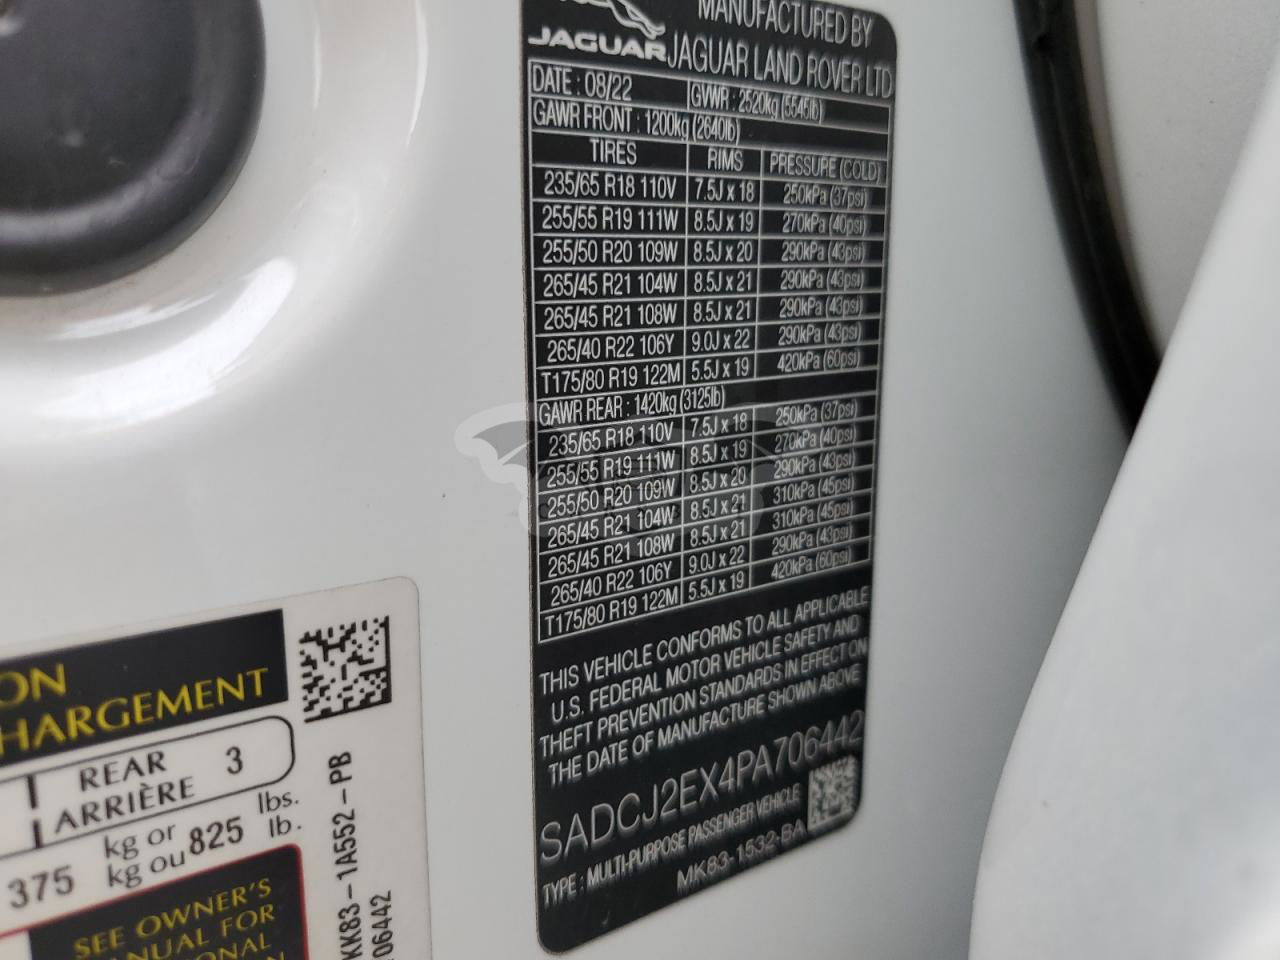 MANUFACTURED BY
JAGUAR JAGUAR LAND ROVER LTD
DATE : 08/22 GVWR : 2520kg (5545lb)
GAWR FRONT : 1200kg (2640lb)
TIRES RIMS PRESSURE (COLD)
235/65 R18 110V 7.5J x 18 250kPa (37psi)
255/55 R19 111W 8.5J x 19 270kPa (40psi)
255/50 R20 109W 8.5J x 20 290kPa (43psi)
265/45 R21 104W 8.5J x 21 290kPa (43psi)
265/45 R21 108W 8.5J x 21 290kPa (43psi)
265/40 R22 106Y 9.0J x 22 290kPa (43psi)
T175/80 R19 122M 5.5J x 19 420kPa (60psi)
GAWR REAR : 1420kg (3125lb)
235/65 R18 110V 7.5J x 18 250kPa (37psi)
255/55 R19 111W 8.5J x 19 270kPa (40psi)
255/50 R20 109W 8.5J x 20 290kPa (43psi)
265/45 R21 104W 8.5J x 21 310kPa (45psi)
265/45 R21 108W 8.5J x 21 310kPa (45psi)
265/40 R22 106Y 9.0J x 22 290kPa (43psi)
T175/80 R19 122M 5.5J x 19 420kPa (60psi)
THIS VEHICLE CONFORMS TO ALL APPLICABLE
U.S. FEDERAL MOTOR VEHICLE SAFETY AND
THEFT PREVENTION STANDARDS IN EFFECT ON
THE DATE OF MANUFACTURE SHOWN ABOVE
SADCJ2EX4PA706442
TYPE : MULTI-PURPOSE PASSENGER VEHICLE
MK83-1532-BA
ON
HARGEMENT
REAR 3
ARRIÈRE
375 kg or 825 lbs.
kg ou lb.
SEE OWNER'S
ANUAL FOR
IONAL
KK83-1A552-PB
06442